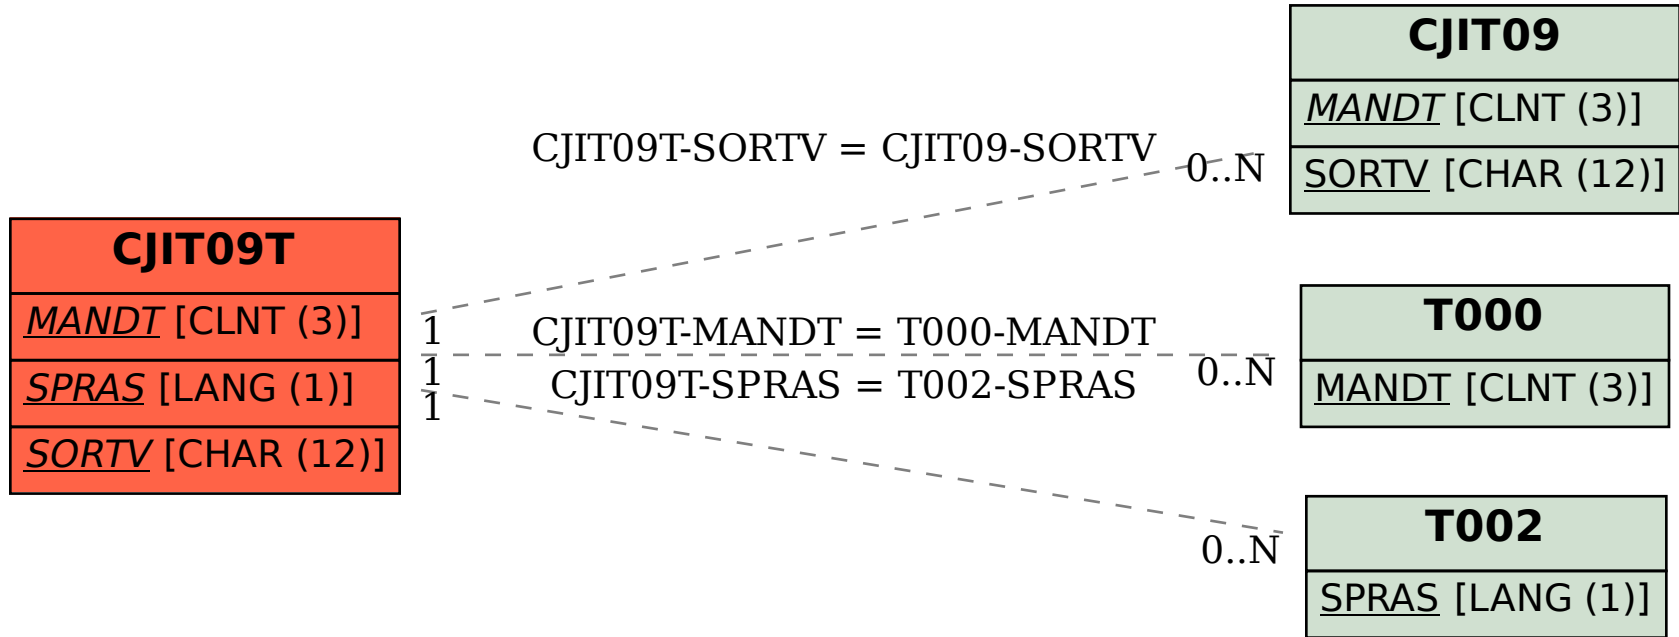 CJIT09T
MANDT [CLNT (3)]
SPRAS [LANG (1)]
SORTV [CHAR (12)]
CJIT09T-SORTV = CJIT09-SORTV
0..N
1
CJIT09T-MANDT = T000-MANDT
0..N
1
CJIT09T-SPRAS = T002-SPRAS
0..N
1
CJIT09
MANDT [CLNT (3)]
SORTV [CHAR (12)]
T000
MANDT [CLNT (3)]
T002
SPRAS [LANG (1)]